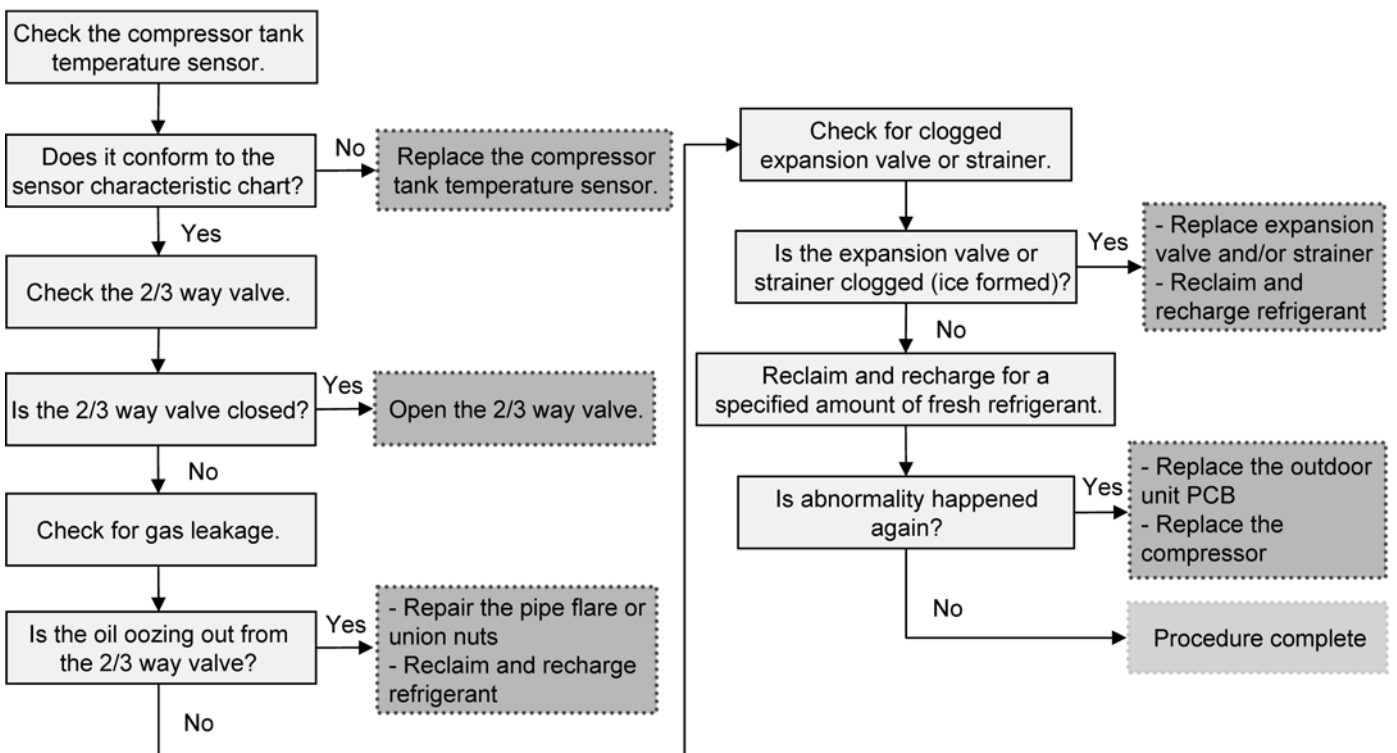 Check the compressor tank
temperature sensor.
Does it conform to the
sensor characteristic chart?
No
Replace the compressor
tank temperature sensor.
Yes
Check the 2/3 way valve.
Is the 2/3 way valve closed?
Yes
Open the 2/3 way valve.
No
Check for gas leakage.
Is the oil oozing out from
the 2/3 way valve?
Yes
- Repair the pipe flare or
union nuts
- Reclaim and recharge
refrigerant
No
Check for clogged
expansion valve or strainer.
Is the expansion valve or
strainer clogged (ice formed)?
Yes
- Replace expansion
valve and/or strainer
- Reclaim and
recharge refrigerant
No
Reclaim and recharge for a
specified amount of fresh refrigerant.
Is abnormality happened
again?
Yes
- Replace the outdoor
unit PCB
- Replace the
compressor
No
Procedure complete